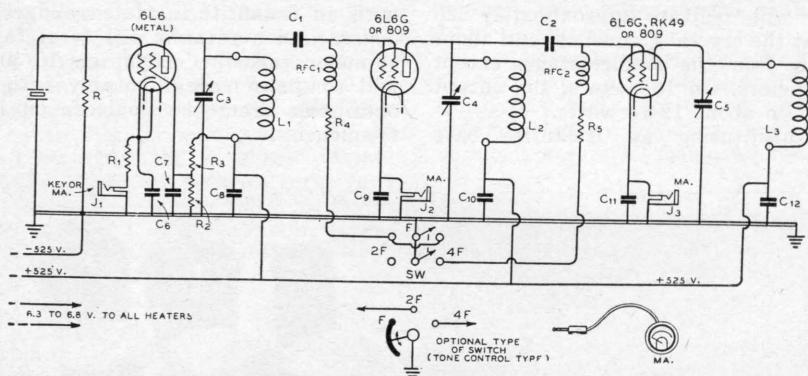 6L6
(METAL)
C1
RFC1
6L6G
OR 809
C2
RFC2
6L6G, RK49
OR 809
R
C3
L1
R4
C4
L2
R5
C5
L3
R1
C7
R3
KEY OR
MA.
J1
C6
R2
C8
C9
MA.
J2
C10
C11
MA.
J3
C12
F
2F
4F
SW
-525 V.
+525 V.
+525 V.
6.3 TO 6.8 V. TO ALL HEATERS
2F
F
4F
OPTIONAL TYPE
OF SWITCH
(TONE CONTROL TYPE)
MA.